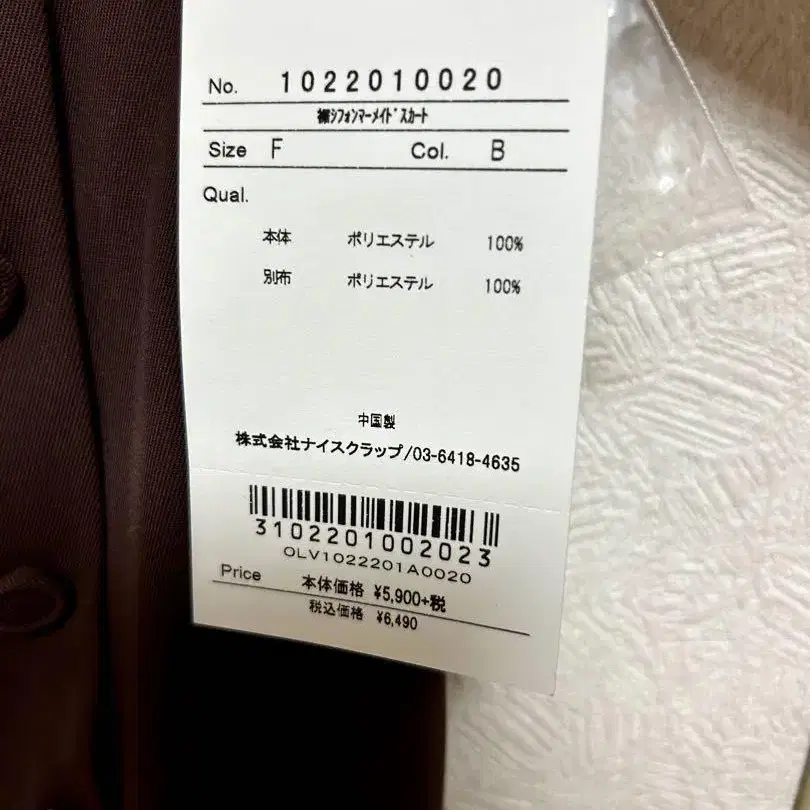 No. 1022010020
裾シフォンマーメイドスカート
Size F Col. B
Qual.
本体 ポリエステル 100%
別布 ポリエステル 100%
中国製
株式会社ナイスクラップ/03-6418-4635
3102201002023
OLV1022201A0020
Price 本体価格 ¥5,900+税
税込価格 ¥6,490